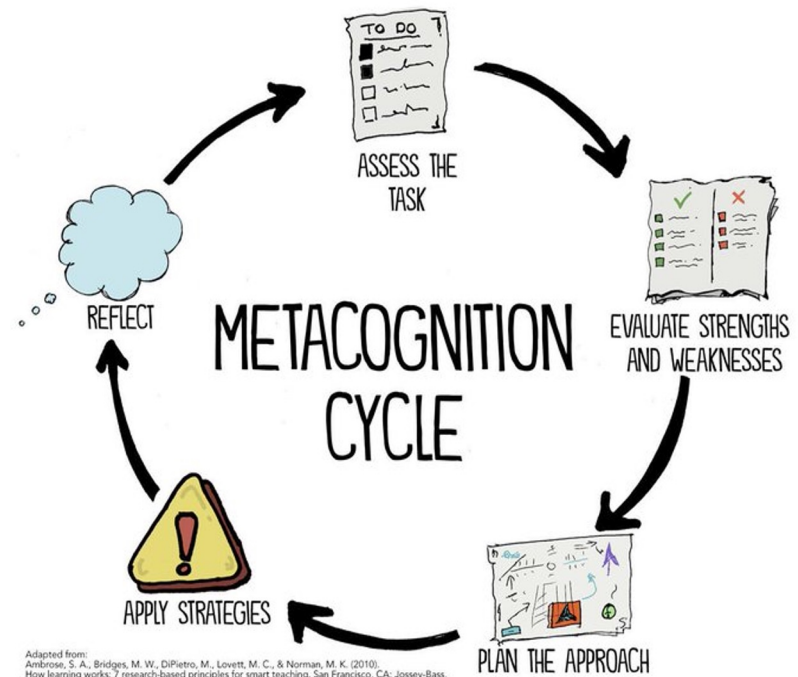 TO DO
ASSESS THE
TASK
EVALUATE STRENGTHS
AND WEAKNESSES
REFLECT
METACOGNITION
CYCLE
APPLY STRATEGIES
PLAN THE APPROACH
Adapted from:
Ambrose, S. A., Bridges, M. W., DiPietro, M., Lovett, M. C., & Norman, M. K. (2010).
How learning works: 7 research-based principles for smart teaching. San Francisco, CA: Jossey-Bass.